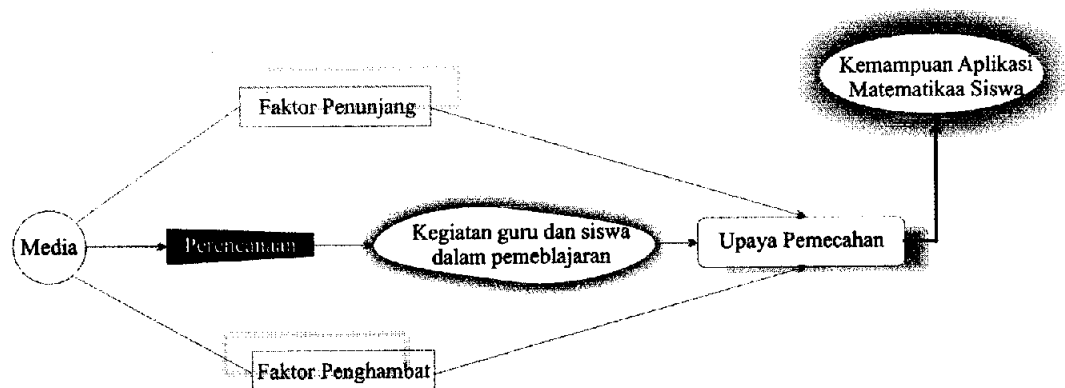 Kemampuan Aplikasi
Matematikaa Siswa
Faktor Penunjang
Media
Perencanaan
Kegiatan guru dan siswa
dalam pemeblajaran
Upaya Pemecahan
Faktor Penghambat